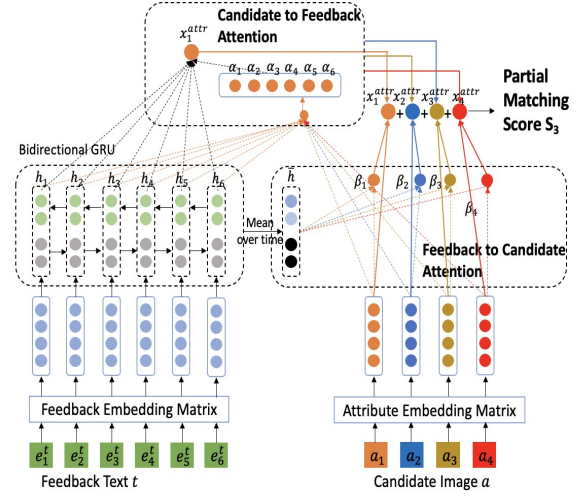 Candidate to Feedback
Attention
x₁ᵃᵗᵗʳ
α₁ α₂ α₃ α₄ α₅ α₆
x₁ᵃᵗᵗʳ x₂ᵃᵗᵗʳ x₃ᵃᵗᵗʳ x₄ᵃᵗᵗʳ
+ + +
Partial
Matching
Score S₃
Bidirectional GRU
h₁ h₂ h₃ h₄ h₅ h₆
h
β₁ β₂ β₃
β₄
Mean
over time
Feedback to Candidate
Attention
Feedback Embedding Matrix
Attribute Embedding Matrix
e₁ᵗ e₂ᵗ e₃ᵗ e₄ᵗ e₅ᵗ e₆ᵗ
a₁ a₂ a₃ a₄
Feedback Text t
Candidate Image a